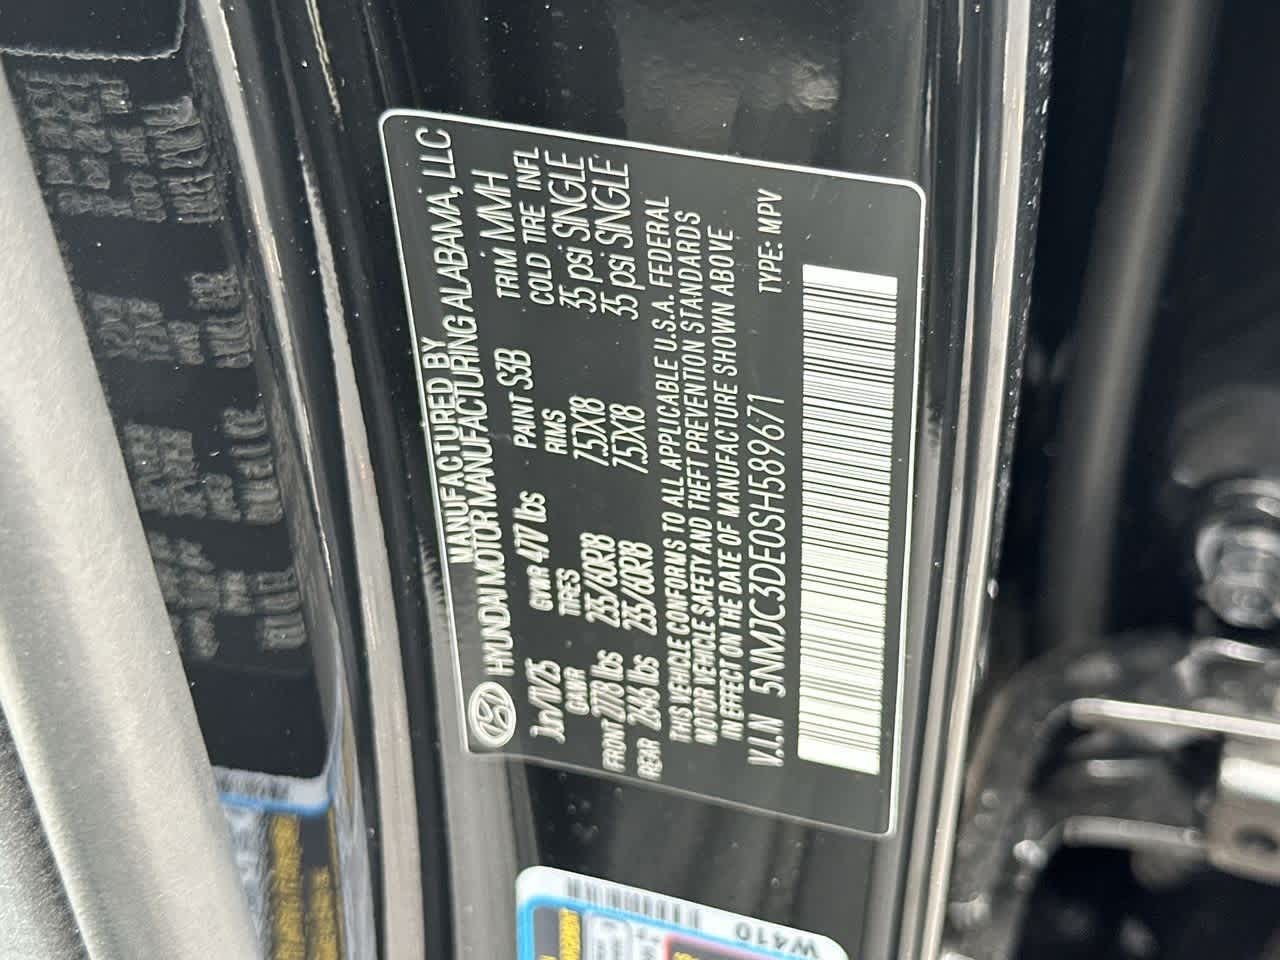 MANUFACTURED BY
HYUNDAI MOTOR MANUFACTURING ALABAMA, LLC
Jun/11/25 GVWR 4717 lbs PAINT S3B TRIM MMH
GAWR TIRES RIMS COLD TIRE INFL
FRONT 2778 lbs 235/60R18 7.5JX18 35 psi SINGLE
REAR 2646 lbs 235/60R18 7.5JX18 35 psi SINGLE
THIS VEHICLE CONFORMS TO ALL APPLICABLE U.S.A. FEDERAL
MOTOR VEHICLE SAFETY AND THEFT PREVENTION STANDARDS
IN EFFECT ON THE DATE OF MANUFACTURE SHOWN ABOVE
V.I.N 5NMJC3DE0SH589671 TYPE: MPV
W410